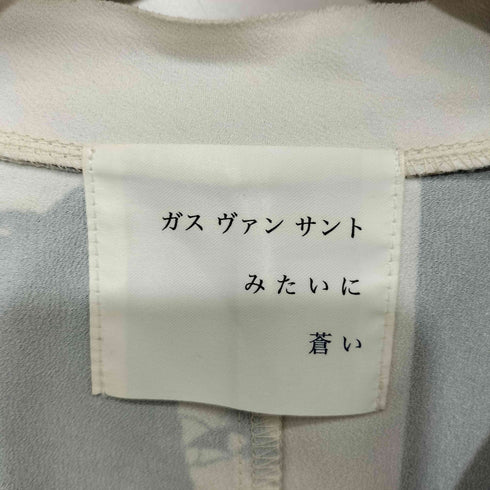 ガス ヴァン サント
みたいに
蒼い